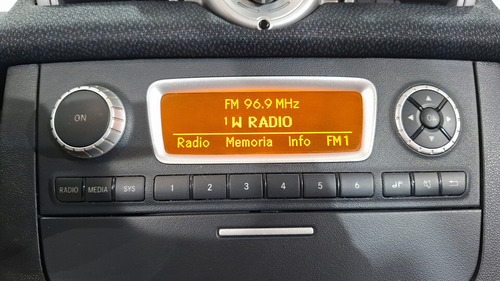 FM 96.9 MHz
1 W RADIO
Radio Memoria Info FM1
ON
OK
RADIO MEDIA SYS 1 2 3 4 5 6